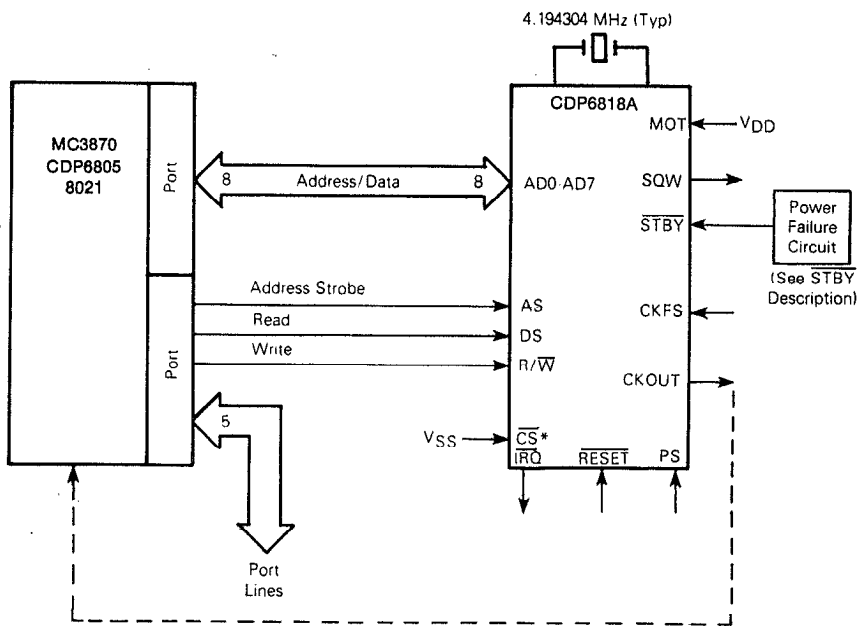 4.194304 MHz (Typ)
MC3870
CDP6805
8021
Port
Port
8 Address/Data 8
Address Strobe
Read
Write
5
Port
Lines
CDP6818A
MOT
VDD
AD0-AD7
SQW
STBY
Power
Failure
Circuit
(See STBY
Description)
AS
DS
R/W
CKFS
CKOUT
VSS
CS*
IRQ
RESET
PS